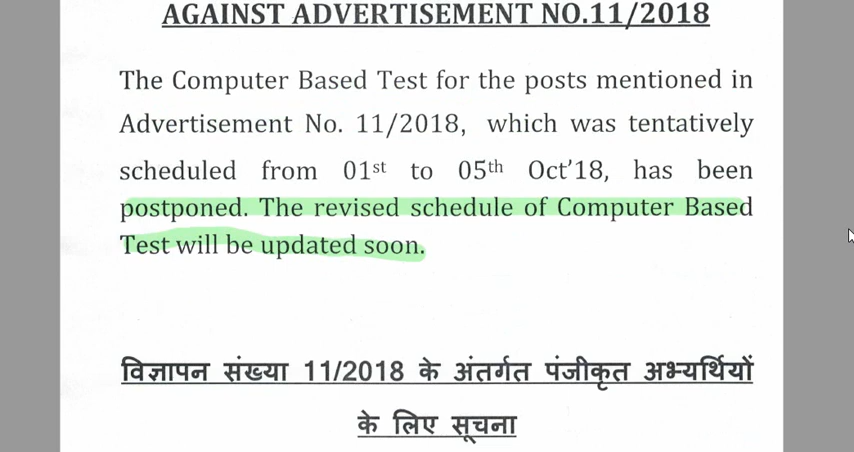 AGAINST ADVERTISEMENT NO.11/2018
The Computer Based Test for the posts mentioned in
Advertisement No. 11/2018, which was tentatively
scheduled from 01st to 05th Oct'18, has been
postponed. The revised schedule of Computer Based
Test will be updated soon.
विज्ञापन संख्या 11/2018 के अंतर्गत पंजीकृत अभ्यर्थियों
के लिए सूचना